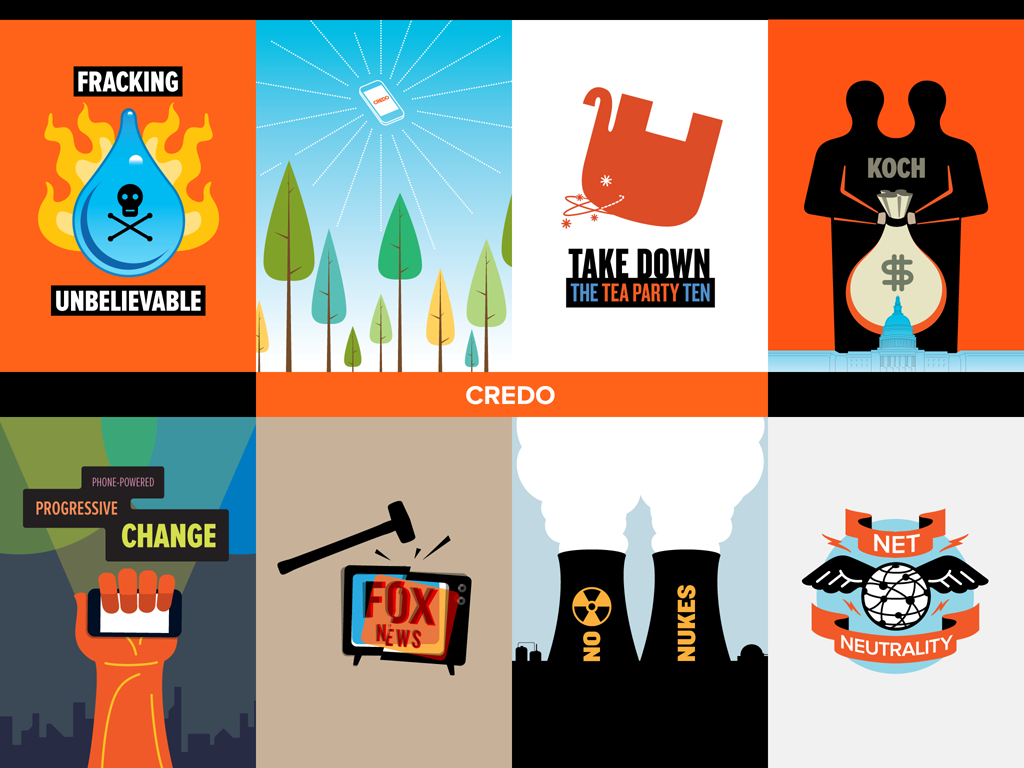 FRACKING
UNBELIEVABLE
CREDO
TAKE DOWN
THE TEA PARTY TEN
KOCH
$
CREDO
PHONE-POWERED
PROGRESSIVE
CHANGE
FOX
NEWS
NO
NUKES
NET
NEUTRALITY